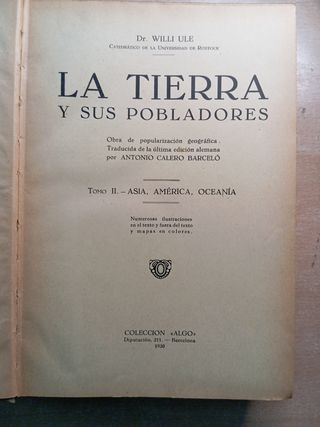 Dr. WILLI ULE
CATEDRÁTICO DE LA UNIVERSIDAD DE ROSTOCK
LA TIERRA
Y SUS POBLADORES
Obra de popularización geográfica.
Traducida de la última edición alemana
por ANTONIO CALERO BARCELÓ
TOMO II. — ASIA, AMÉRICA, OCEANÍA
Numerosas ilustraciones
en el texto y fuera del texto
y mapas en colores.
COLECCION «ALGO»
Diputación, 211. — Barcelona
1930